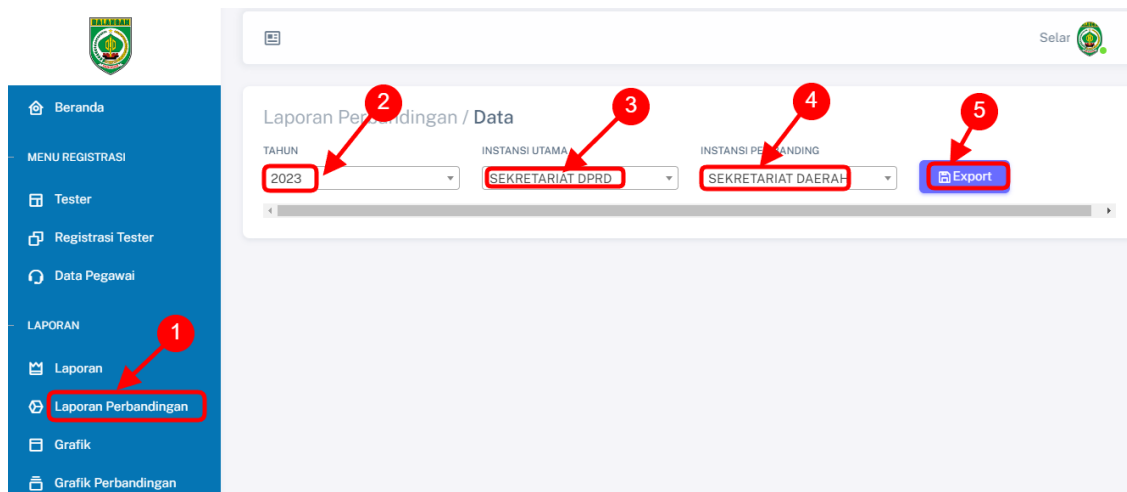 BALANGAN
Beranda
MENU REGISTRASI
Tester
Registrasi Tester
Data Pegawai
LAPORAN
1
Laporan
Laporan Perbandingan
Grafik
Grafik Perbandingan
Selar
Laporan Perbandingan / Data
2
3
4
5
TAHUN
INSTANSI UTAMA
INSTANSI PEMBANDING
2023
SEKRETARIAT DPRD
SEKRETARIAT DAERAH
Export